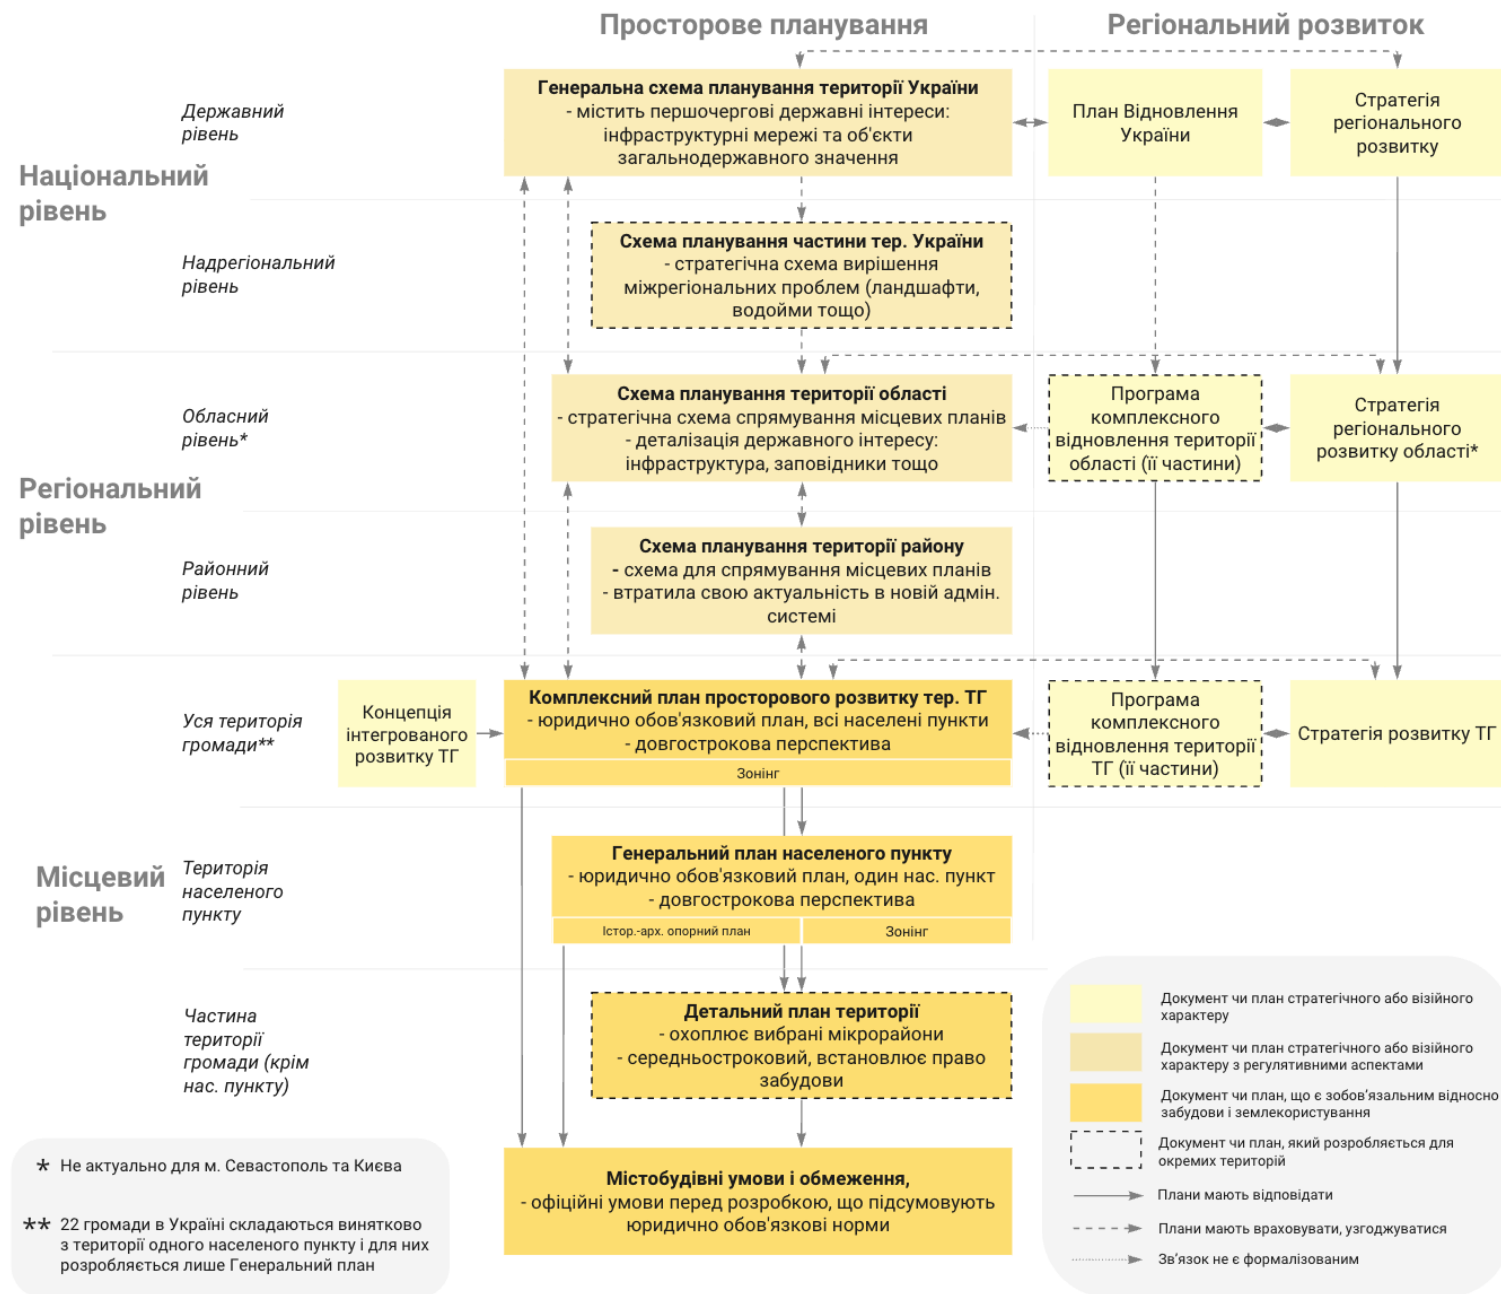 Просторове планування
Регіональний розвиток
Національний
рівень
Державний
рівень
Генеральна схема планування території України
- містить першочергові державні інтереси:
інфраструктурні мережі та об'єкти
загальнодержавного значення
План Відновлення
України
Стратегія
регіонального
розвитку
Надрегіональний
рівень
Схема планування частини тер. України
- стратегічна схема вирішення
міжрегіональних проблем (ландшафти,
водойми тощо)
Регіональний
рівень
Обласний
рівень*
Схема планування території області
- стратегічна схема спрямування місцевих планів
- деталізація державного інтересу:
інфраструктура, заповідники тощо
Програма
комплексного
відновлення території
області (її частини)
Стратегія
регіонального
розвитку області*
Районний
рівень
Схема планування території району
- схема для спрямування місцевих планів
- втратила свою актуальність в новій адмін.
системі
Місцевий
рівень
Уся територія
громади**
Концепція
інтегрованого
розвитку ТГ
Комплексний план просторового розвитку тер. ТГ
- юридично обов'язковий план, всі населені пункти
- довгострокова перспектива
Зонінг
Програма
комплексного
відновлення території
ТГ (її частини)
Стратегія розвитку ТГ
Територія
населеного
пункту
Генеральний план населеного пункту
- юридично обов'язковий план, один нас. пункт
- довгострокова перспектива
Істор.-арх. опорний план
Зонінг
Частина
території
громади (крім
нас. пункту)
Детальний план території
- охоплює вибрані мікрорайони
- середньостроковий, встановлює право
забудови
Містобудівні умови і обмеження,
- офіційні умови перед розробкою, що підсумовують
юридично обов'язкові норми
* Не актуально для м. Севастополь та Києва
** 22 громади в Україні складаються винятково
з території одного населеного пункту і для них
розробляється лише Генеральний план
Документ чи план стратегічного або візійного
характеру
Документ чи план стратегічного або візійного
характеру з регулятивними аспектами
Документ чи план, що є зобов'язальним відносно
забудови і землекористування
Документ чи план, який розробляється для
окремих територій
Плани мають відповідати
Плани мають враховувати, узгоджуватися
Зв'язок не є формалізованим